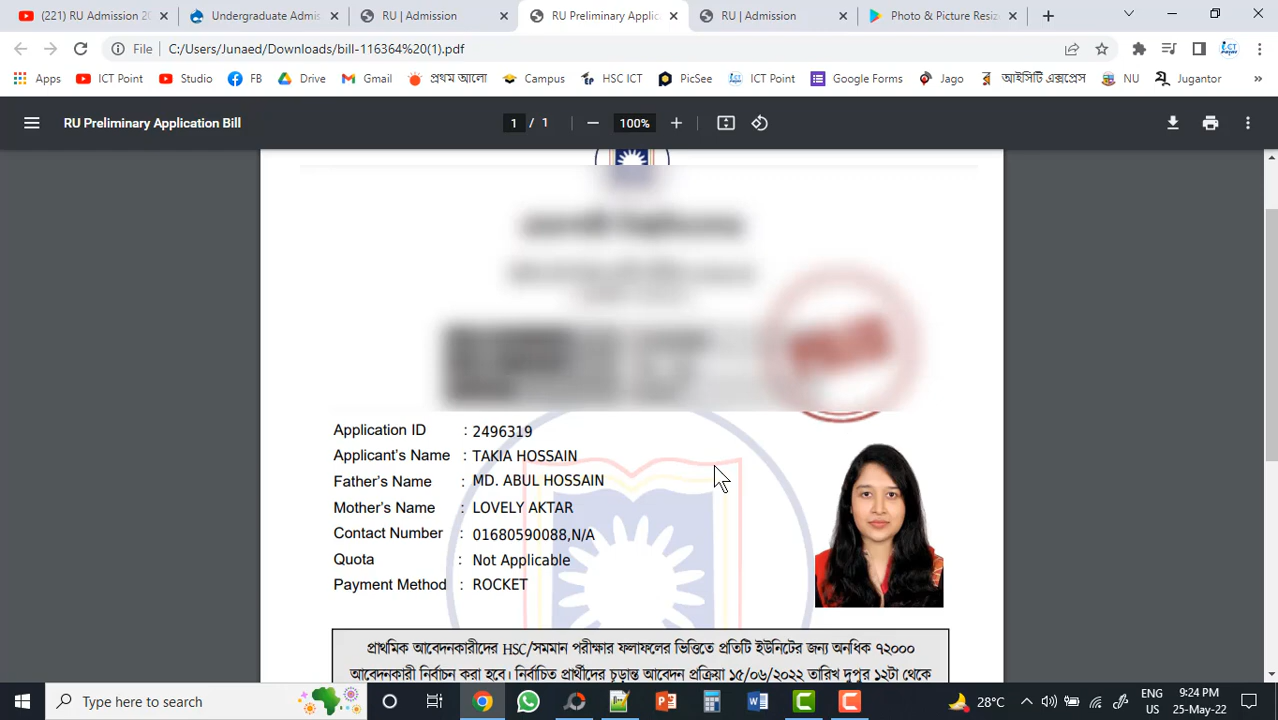 (221) RU Admission 20
Undergraduate Admis
RU | Admission
RU Preliminary Applic
RU | Admission
Photo & Picture Resiz
File
C:/Users/Junaed/Downloads/bill-116364%20(1).pdf
Apps
ICT Point
Studio
FB
Drive
Gmail
প্রথম আলো
Campus
HSC ICT
PicSee
ICT Point
Google Forms
Jago
আইসিটি এক্সপ্রেস
NU
Jugantor
RU Preliminary Application Bill
1 / 1
100%
Application ID : 2496319
Applicant's Name : TAKIA HOSSAIN
Father's Name : MD. ABUL HOSSAIN
Mother's Name : LOVELY AKTAR
Contact Number : 01680590088,N/A
Quota : Not Applicable
Payment Method : ROCKET
প্রাথমিক আবেদনকারীদের HSC/সমমান পরীক্ষার ফলাফলের ভিত্তিতে প্রতিটি ইউনিটের জন্য অনধিক ৭২০০০
আবেদনকারী নির্বাচন করা হবে। নির্বাচিত প্রার্থীদের চূড়ান্ত আবেদন প্রক্রিয়া ১৫/০৬/২০২২ তারিখ দুপুর ১২টা থেকে
Type here to search
28°C
ENG
US
9:24 PM
25-May-22